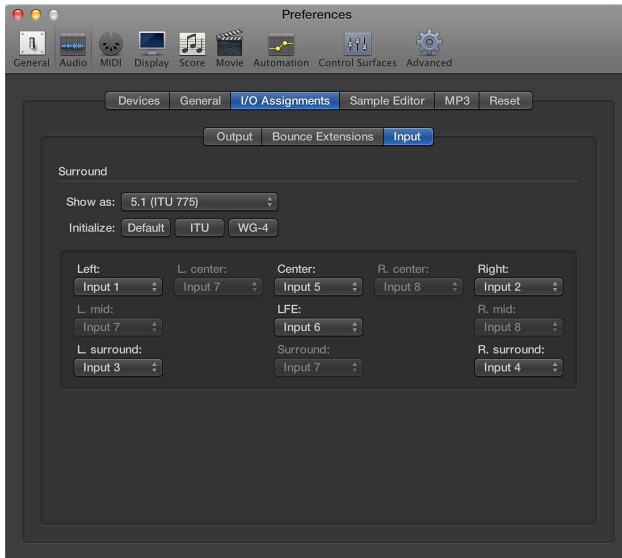 Preferences
General Audio MIDI Display Score Movie Automation Control Surfaces Advanced
Devices General I/O Assignments Sample Editor MP3 Reset
Output Bounce Extensions Input
Surround
Show as: 5.1 (ITU 775)
Initialize: Default ITU WG-4
Left: L. center: Center: R. center: Right:
Input 1 Input 7 Input 5 Input 8 Input 2
L. mid: LFE: R. mid:
Input 7 Input 6 Input 8
L. surround: Surround: R. surround:
Input 3 Input 7 Input 4